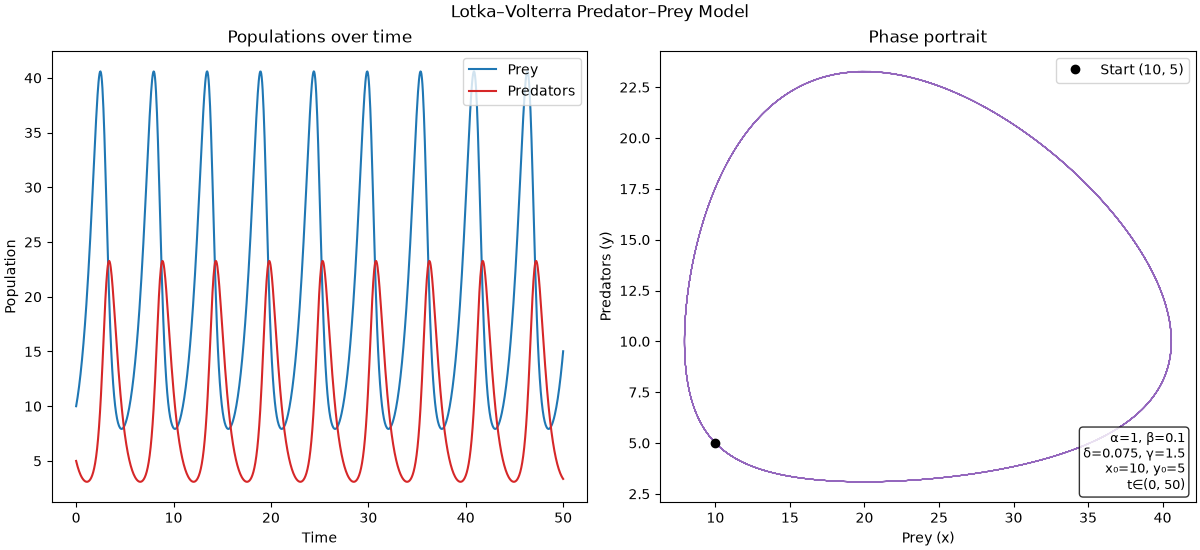 Lotka–Volterra Predator–Prey Model
Populations over time
Prey
Predators
40
35
30
25
20
15
10
5
Population
0
10
20
30
40
50
Time
Phase portrait
Start (10, 5)
22.5
20.0
17.5
15.0
12.5
10.0
7.5
5.0
2.5
Predators (y)
α=1, β=0.1
δ=0.075, γ=1.5
x₀=10, y₀=5
t∈(0, 50)
10
15
20
25
30
35
40
Prey (x)